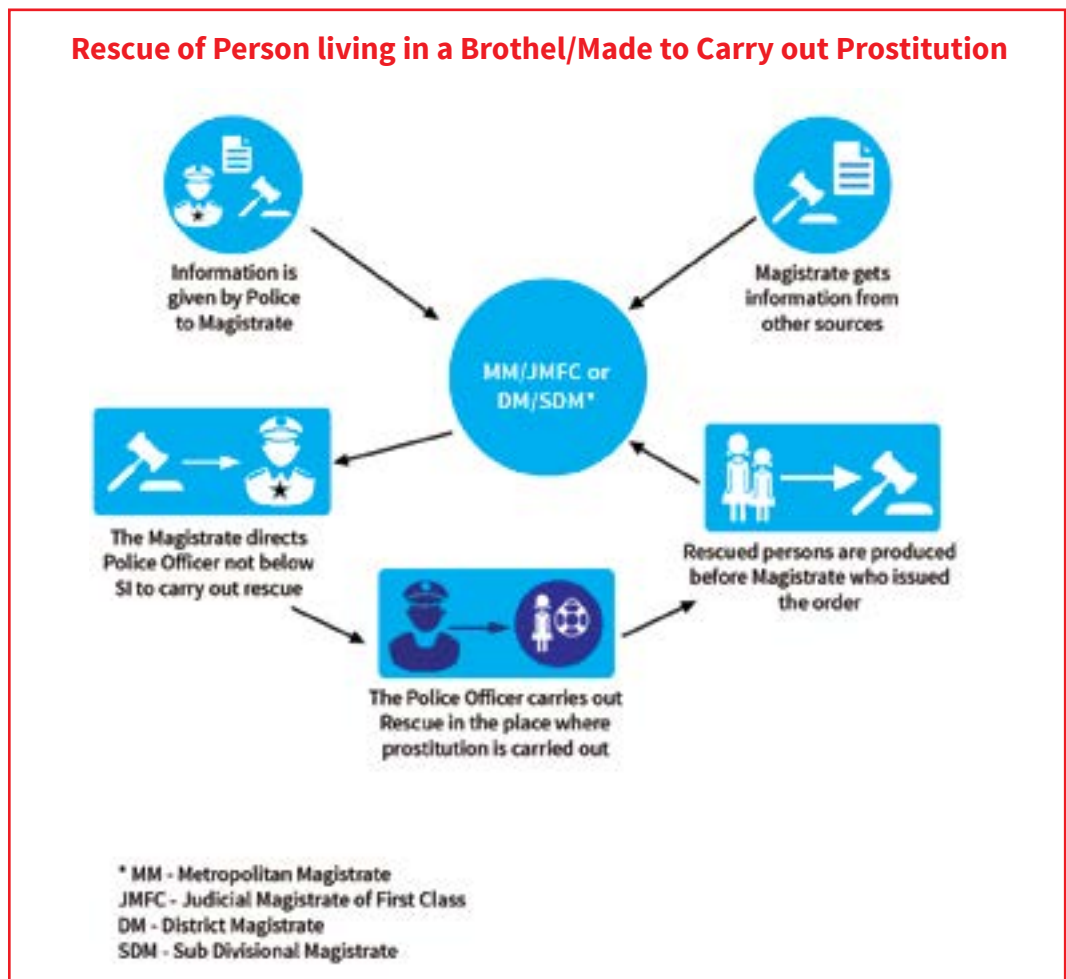 Rescue of Person living in a Brothel/Made to Carry out Prostitution
Information is
given by Police
to Magistrate
Magistrate gets
information from
other sources
MM/JMFC or
DM/SDM*
The Magistrate directs
Police Officer not below
SI to carry out rescue
The Police Officer carries out
Rescue in the place where
prostitution is carried out
Rescued persons are produced
before Magistrate who issued
the order
* MM - Metropolitan Magistrate
JMFC - Judicial Magistrate of First Class
DM - District Magistrate
SDM - Sub Divisional Magistrate